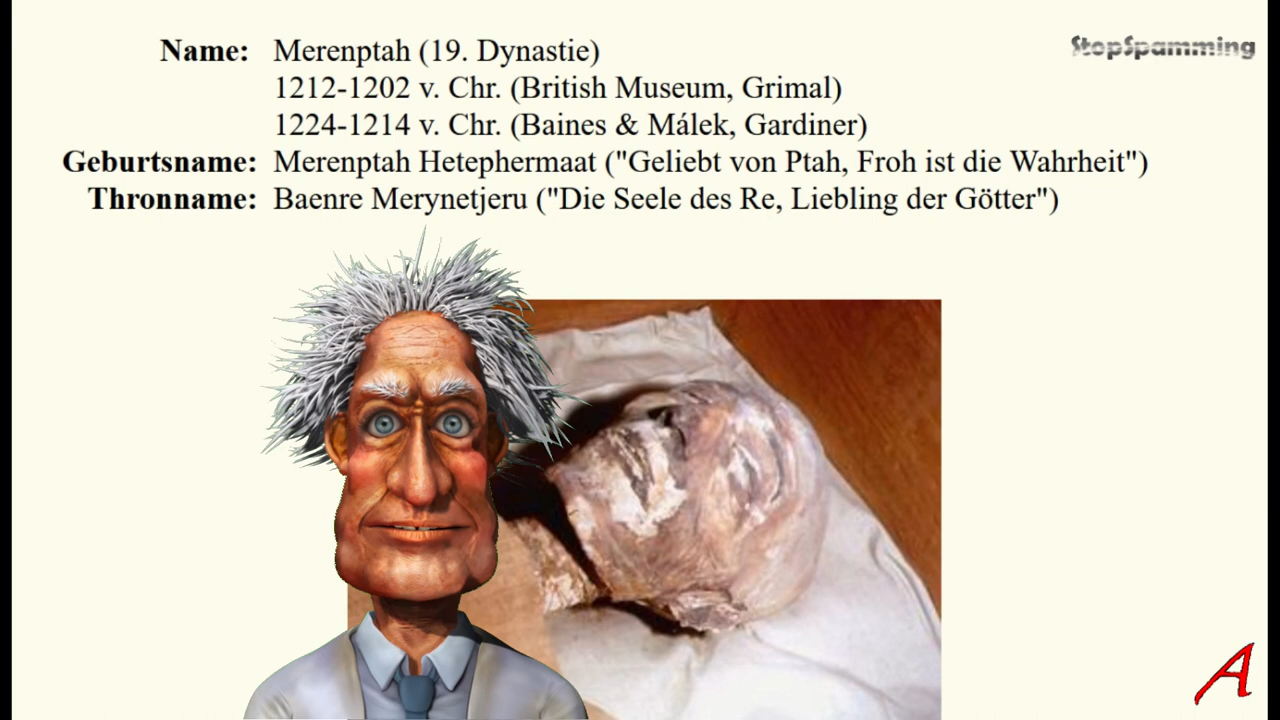 Name: Merenptah (19. Dynastie)
StopSpamming
1212-1202 v. Chr. (British Museum, Grimal)
1224-1214 v. Chr. (Baines & Málek, Gardiner)
Geburtsname: Merenptah Hetephermaat ("Geliebt von Ptah, Froh ist die Wahrheit")
Thronname: Baenre Merynetjeru ("Die Seele des Re, Liebling der Götter")
A